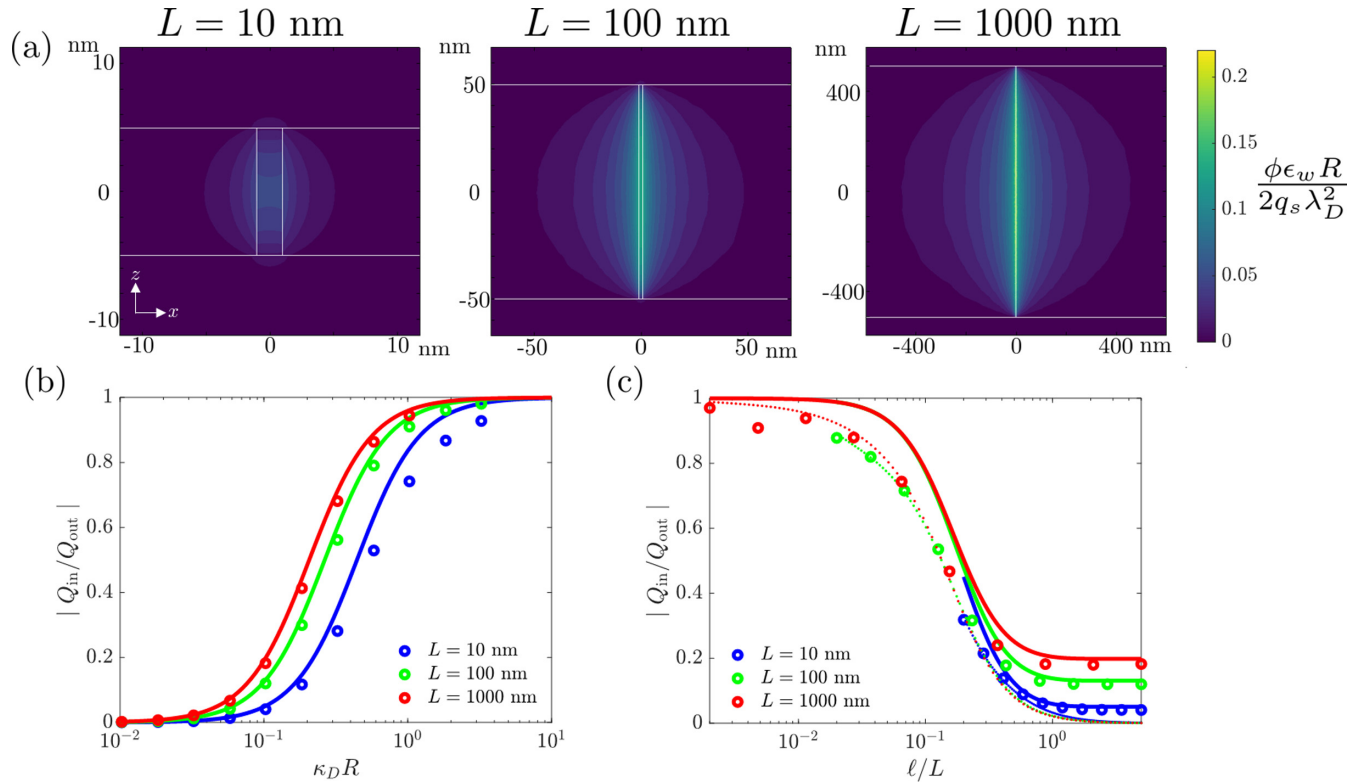 (a)
L = 10 nm
L = 100 nm
L = 1000 nm
nm
10
0
-10
z
x
-10
0
10
nm
50
0
-50
-50
0
50
nm
400
0
-400
-400
0
400
nm
0.2
0.15
0.1
0.05
0
ϕϵ_w R
2q_s λ_D^2
(b)
1
0.8
0.6
0.4
0.2
0
| Q_in/Q_out |
L = 10 nm
L = 100 nm
L = 1000 nm
10^-2
10^-1
10^0
10^1
κ_D R
(c)
1
0.8
0.6
0.4
0.2
0
| Q_in/Q_out |
L = 10 nm
L = 100 nm
L = 1000 nm
10^-2
10^-1
10^0
ℓ/L